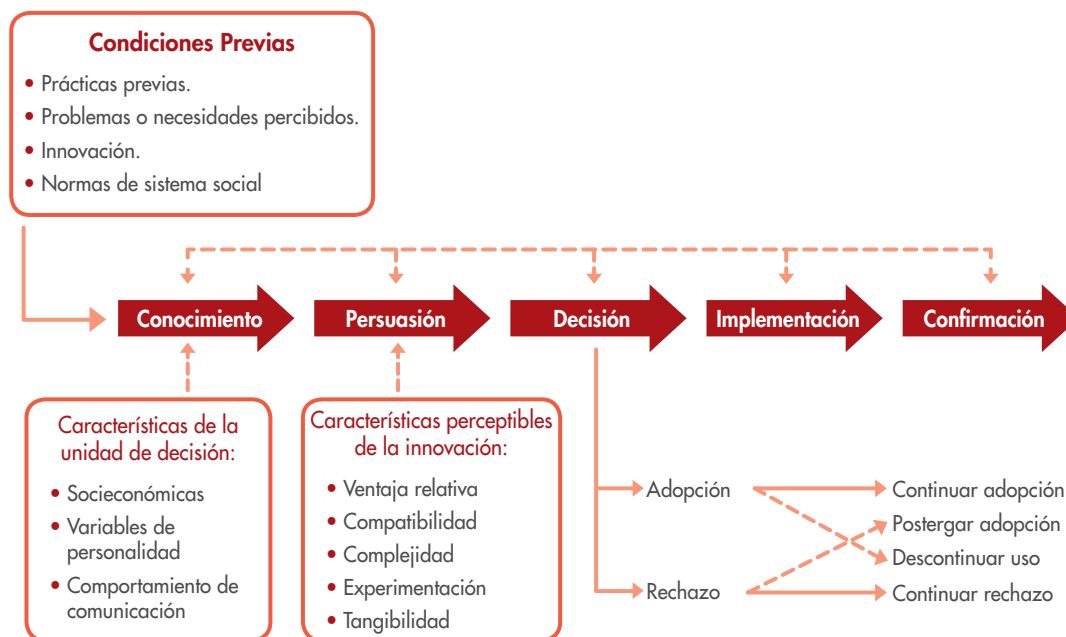 Condiciones Previas
• Prácticas previas.
• Problemas o necesidades percibidos.
• Innovación.
• Normas de sistema social
Conocimiento
Persuasión
Decisión
Implementación
Confirmación
Características de la
unidad de decisión:
• Socieconómicas
• Variables de
personalidad
• Comportamiento de
comunicación
Características perceptibles
de la innovación:
• Ventaja relativa
• Compatibilidad
• Complejidad
• Experimentación
• Tangibilidad
Adopción
Rechazo
Continuar adopción
Postergar adopción
Descontinuar uso
Continuar rechazo